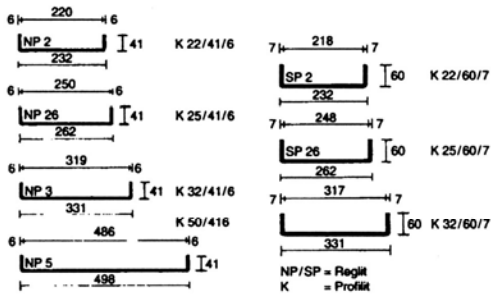 220
6 6
NP 2 41 K 22/41/6
232
250
6 6
NP 26 41 K 25/41/6
262
319
6 6
NP 3 41 K 32/41/6
331
K 50/416
486
6 6
NP 5 41
498
218
7 7
SP 2 60 K 22/60/7
232
248
7 7
SP 26 60 K 25/60/7
262
317
7 7
60 K 32/60/7
331
NP/SP = Reglit
K = Profilit